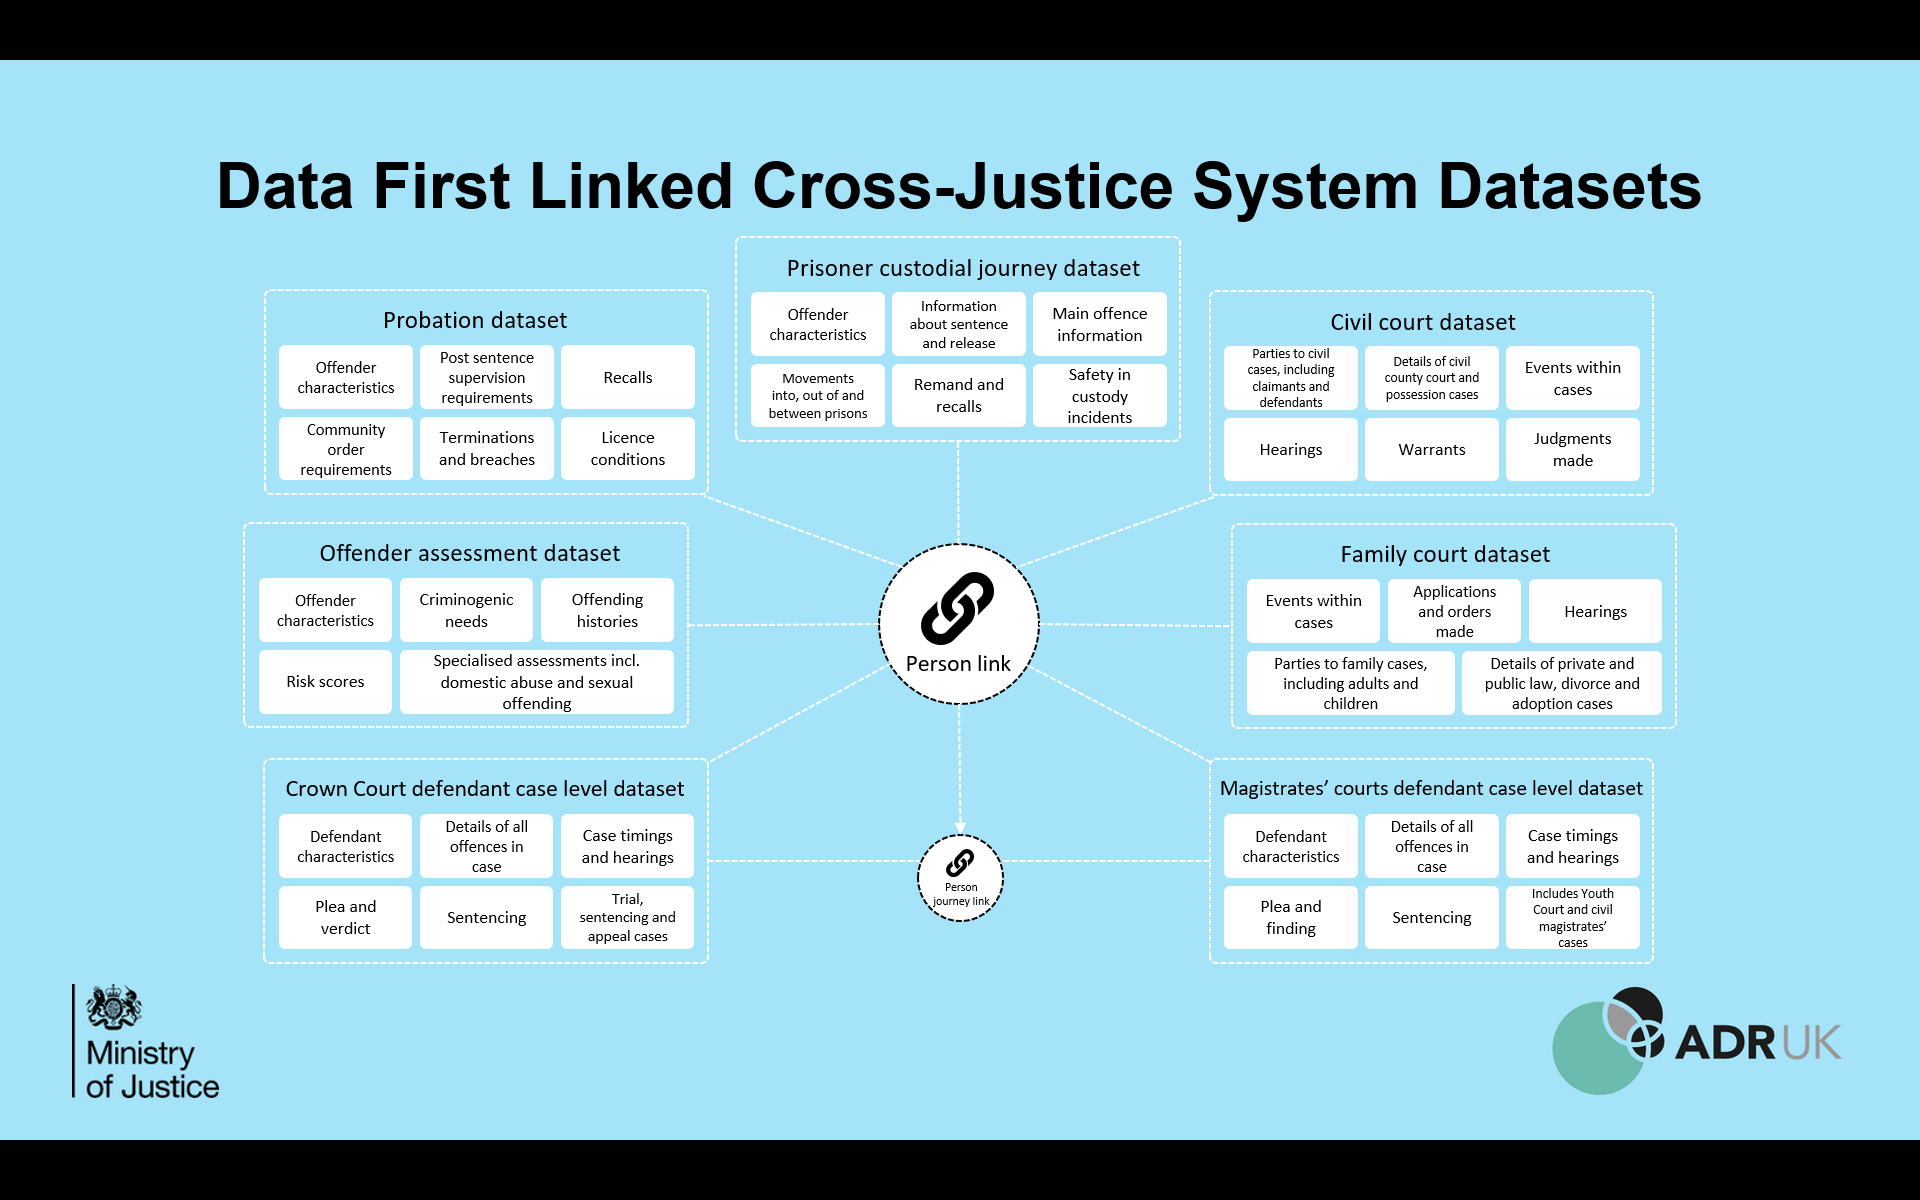 Data First Linked Cross-Justice System Datasets
Prisoner custodial journey dataset
Offender
characteristics
Information
about sentence
and release
Main offence
information
Movements
into, out of and
between prisons
Remand and
recalls
Safety in
custody
incidents
Probation dataset
Offender
characteristics
Post sentence
supervision
requirements
Recalls
Community
order
requirements
Terminations
and breaches
Licence
conditions
Civil court dataset
Parties to civil
cases, including
claimants and
defendants
Details of civil
county court and
possession cases
Events within
cases
Hearings
Warrants
Judgments
made
Offender assessment dataset
Offender
characteristics
Criminogenic
needs
Offending
histories
Risk scores
Specialised assessments incl.
domestic abuse and sexual
offending
Person link
Family court dataset
Events within
cases
Applications
and orders
made
Hearings
Parties to family cases,
including adults and
children
Details of private and
public law, divorce and
adoption cases
Crown Court defendant case level dataset
Defendant
characteristics
Details of all
offences in
case
Case timings
and hearings
Plea and
verdict
Sentencing
Trial,
sentencing and
appeal cases
Person
journey link
Magistrates’ courts defendant case level dataset
Defendant
characteristics
Details of all
offences in
case
Case timings
and hearings
Plea and
finding
Sentencing
Includes Youth
Court and civil
magistrates’
cases
Ministry
of Justice
ADR UK